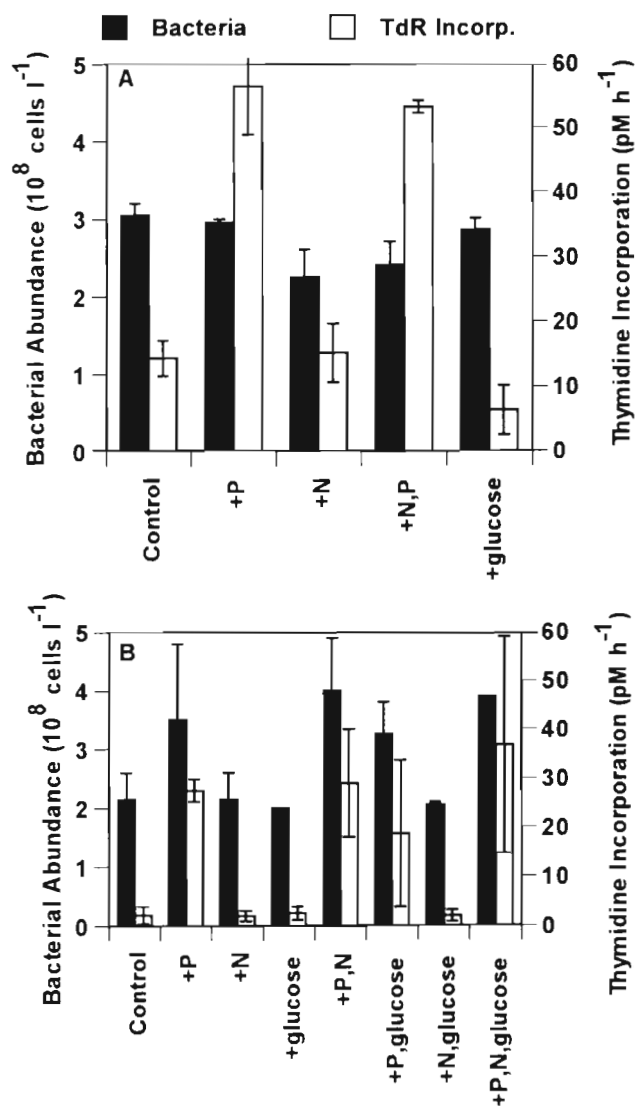 Bacteria TdR Incorp.
A
Bacterial Abundance (10^8 cells l^-1)
5
4
3
2
1
0
Thymidine Incorporation (pM h^-1)
60
50
40
30
20
10
0
Control
+P
+N
+N,P
+glucose
B
Bacterial Abundance (10^8 cells l^-1)
5
4
3
2
1
0
Thymidine Incorporation (pM h^-1)
60
50
40
30
20
10
0
Control
+P
+N
+glucose
+P,N
+P,glucose
+N,glucose
+P,N,glucose